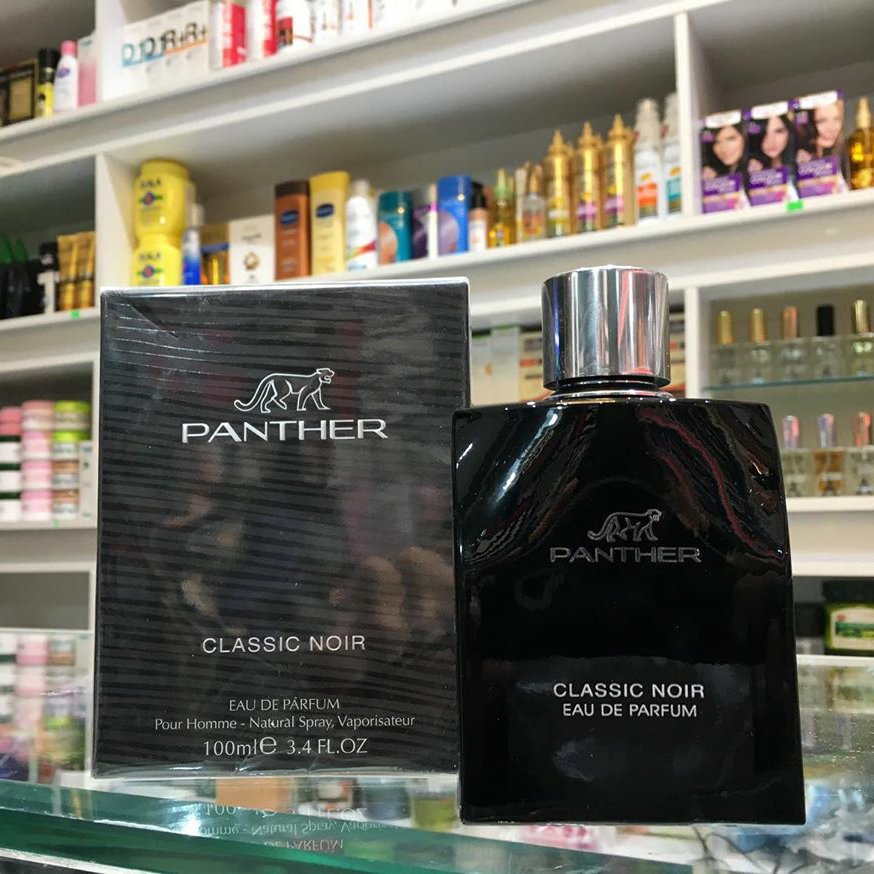 PANTHER
CLASSIC NOIR
EAU DE PARFUM
Pour Homme - Natural Spray, Vaporisateur
100ml℮ 3.4 FL.OZ
PANTHER
CLASSIC NOIR
EAU DE PARFUM